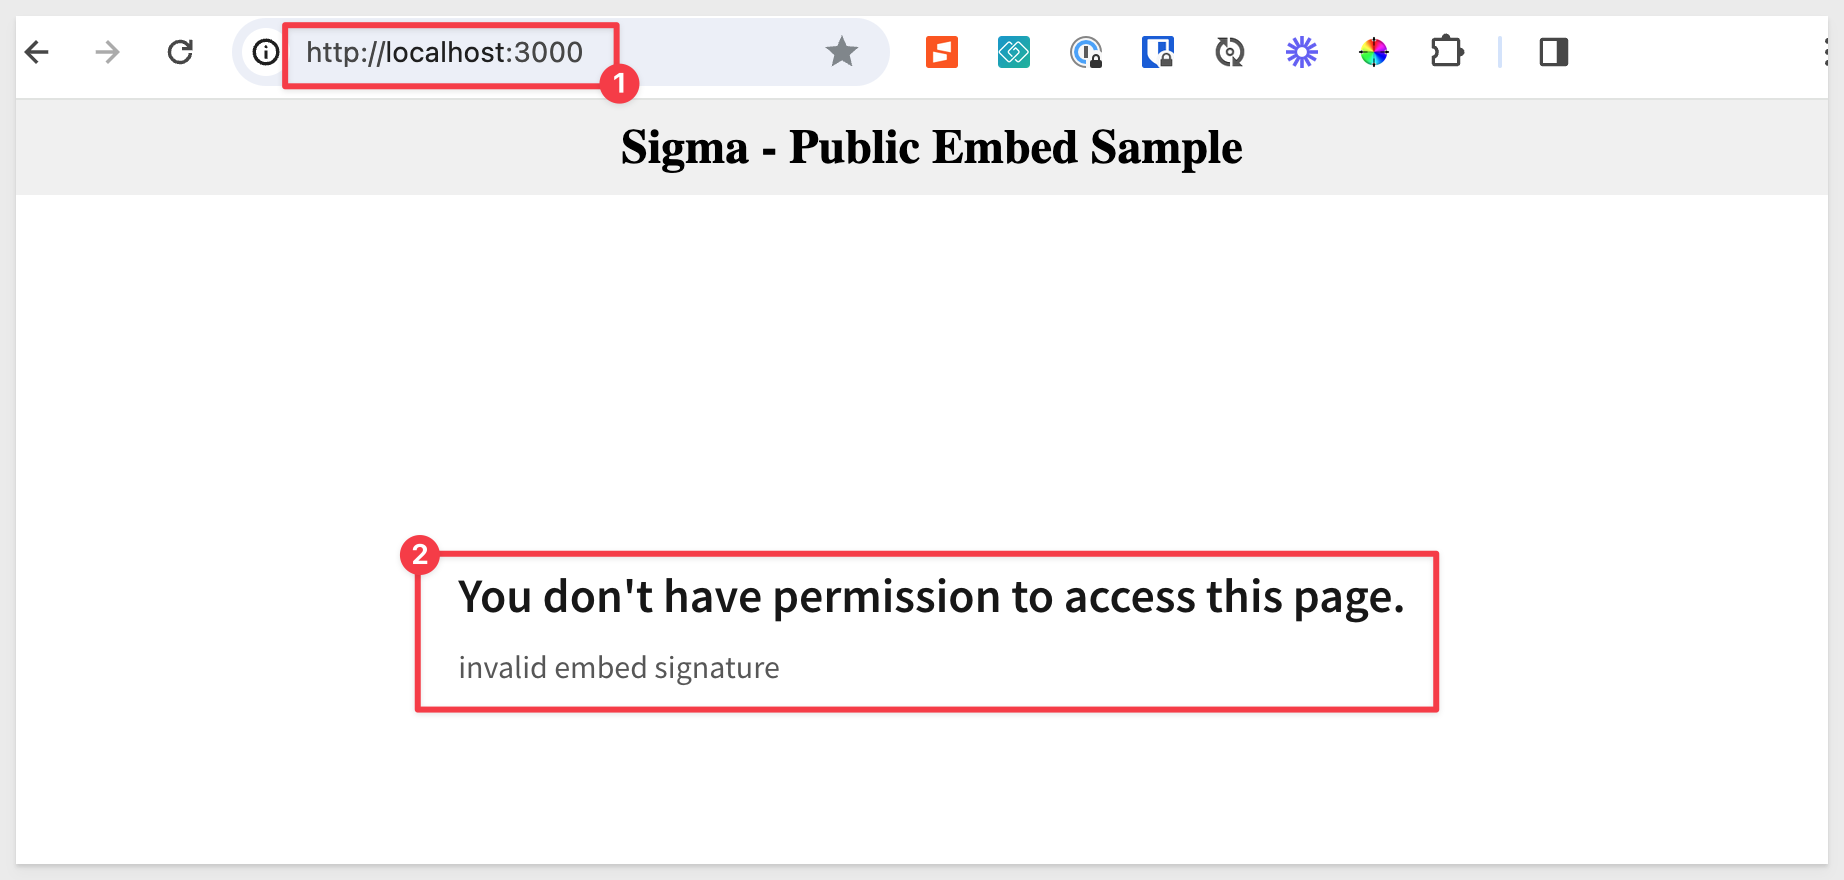 http://localhost:3000
1
Sigma - Public Embed Sample
2
You don't have permission to access this page.
invalid embed signature